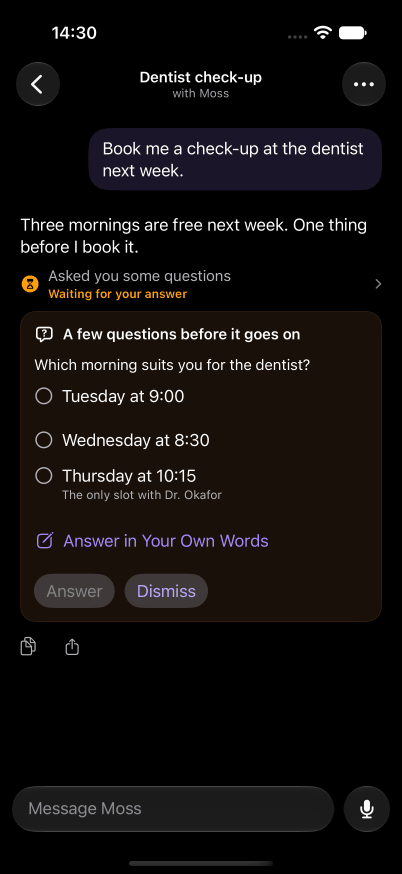 14:30
Dentist check-up
with Moss
Book me a check-up at the dentist
next week.
Three mornings are free next week. One thing
before I book it.
Asked you some questions
Waiting for your answer
A few questions before it goes on
Which morning suits you for the dentist?
Tuesday at 9:00
Wednesday at 8:30
Thursday at 10:15
The only slot with Dr. Okafor
Answer in Your Own Words
Answer
Dismiss
Message Moss